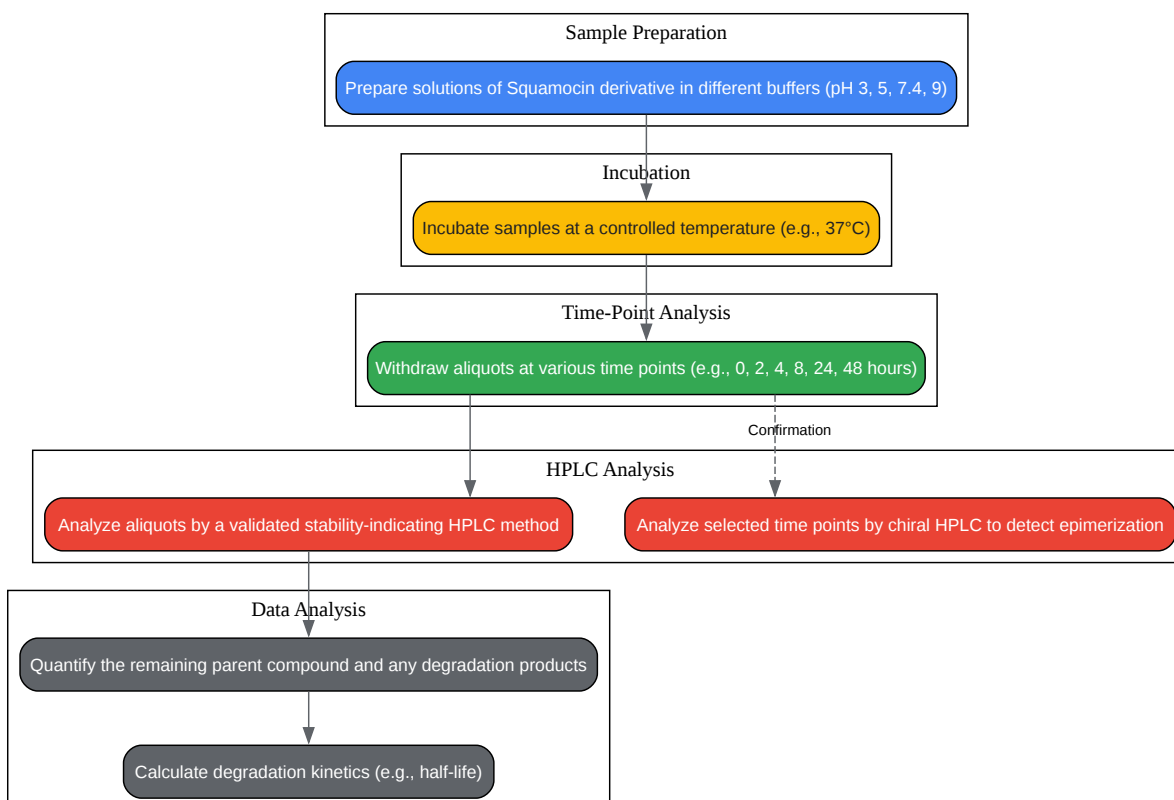 Sample Preparation
Prepare solutions of Squamocin derivative in different buffers (pH 3, 5, 7.4, 9)
Incubation
Incubate samples at a controlled temperature (e.g., 37°C)
Time-Point Analysis
Withdraw aliquots at various time points (e.g., 0, 2, 4, 8, 24, 48 hours)
Confirmation
HPLC Analysis
Analyze aliquots by a validated stability-indicating HPLC method
Analyze selected time points by chiral HPLC to detect epimerization
Data Analysis
Quantify the remaining parent compound and any degradation products
Calculate degradation kinetics (e.g., half-life)